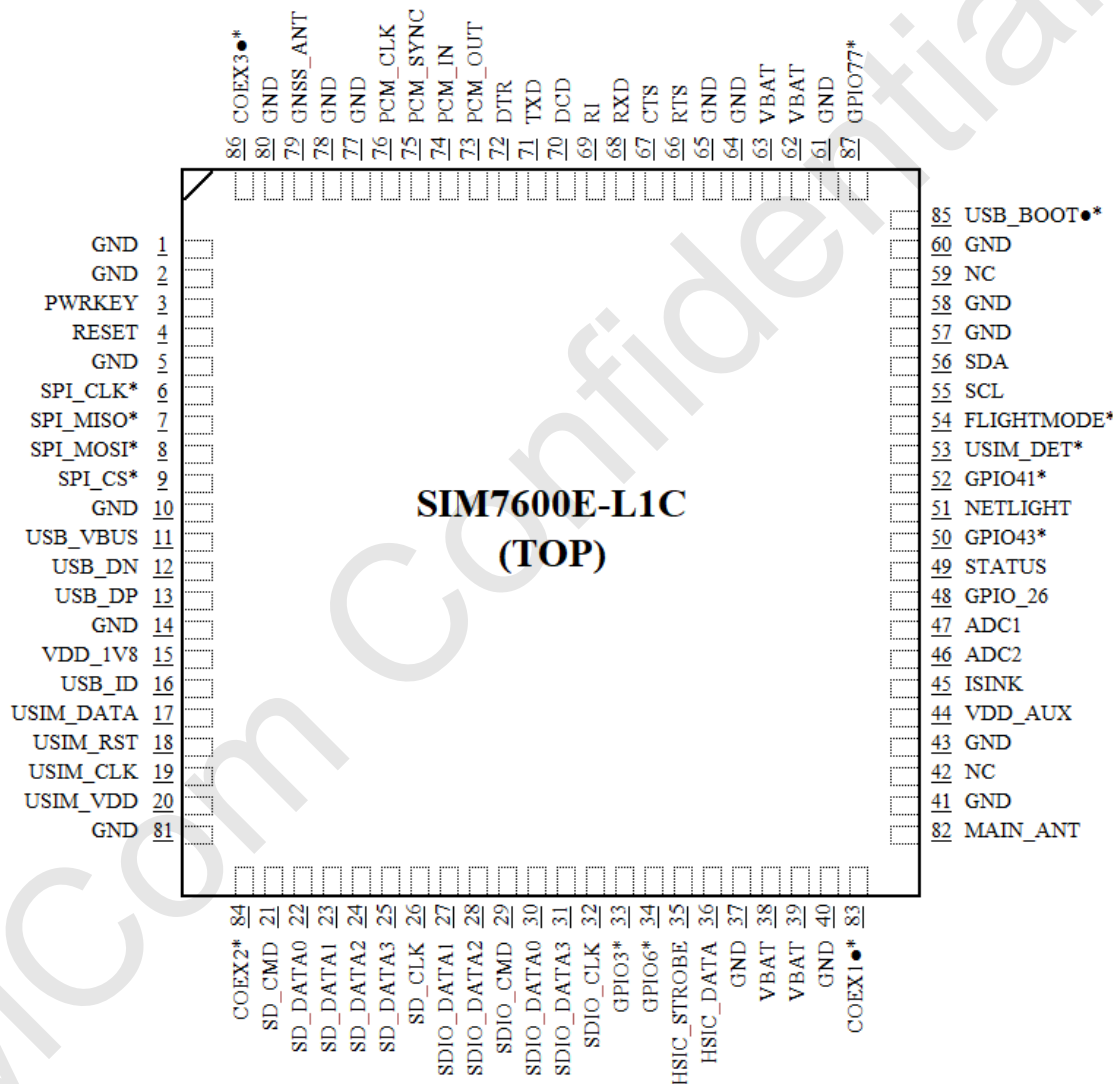 COEX3●*
GND
GNSS_ANT
GND
GND
PCM_CLK
PCM_SYNC
PCM_IN
PCM_OUT
DTR
TXD
DCD
RI
RXD
CTS
RTS
GND
GND
VBAT
VBAT
GND
GPIO77*
86
80
79
78
77
76
75
74
73
72
71
70
69
68
67
66
65
64
63
62
61
87
GND 1
GND 2
PWRKEY 3
RESET 4
GND 5
SPI_CLK* 6
SPI_MISO* 7
SPI_MOSI* 8
SPI_CS* 9
GND 10
USB_VBUS 11
USB_DN 12
USB_DP 13
GND 14
VDD_1V8 15
USB_ID 16
USIM_DATA 17
USIM_RST 18
USIM_CLK 19
USIM_VDD 20
GND 81
SIM7600E-L1C
(TOP)
85 USB_BOOT●*
60 GND
59 NC
58 GND
57 GND
56 SDA
55 SCL
54 FLIGHTMODE*
53 USIM_DET*
52 GPIO41*
51 NETLIGHT
50 GPIO43*
49 STATUS
48 GPIO_26
47 ADC1
46 ADC2
45 ISINK
44 VDD_AUX
43 GND
42 NC
41 GND
82 MAIN_ANT
84
21
22
23
24
25
26
27
28
29
30
31
32
33
34
35
36
37
38
39
40
83
COEX2*
SD_CMD
SD_DATA0
SD_DATA1
SD_DATA2
SD_DATA3
SD_CLK
SDIO_DATA1
SDIO_DATA2
SDIO_CMD
SDIO_DATA0
SDIO_DATA3
SDIO_CLK
GPIO3*
GPIO6*
HSIC_STROBE
HSIC_DATA
GND
VBAT
VBAT
GND
COEX1●*
Com Confidential